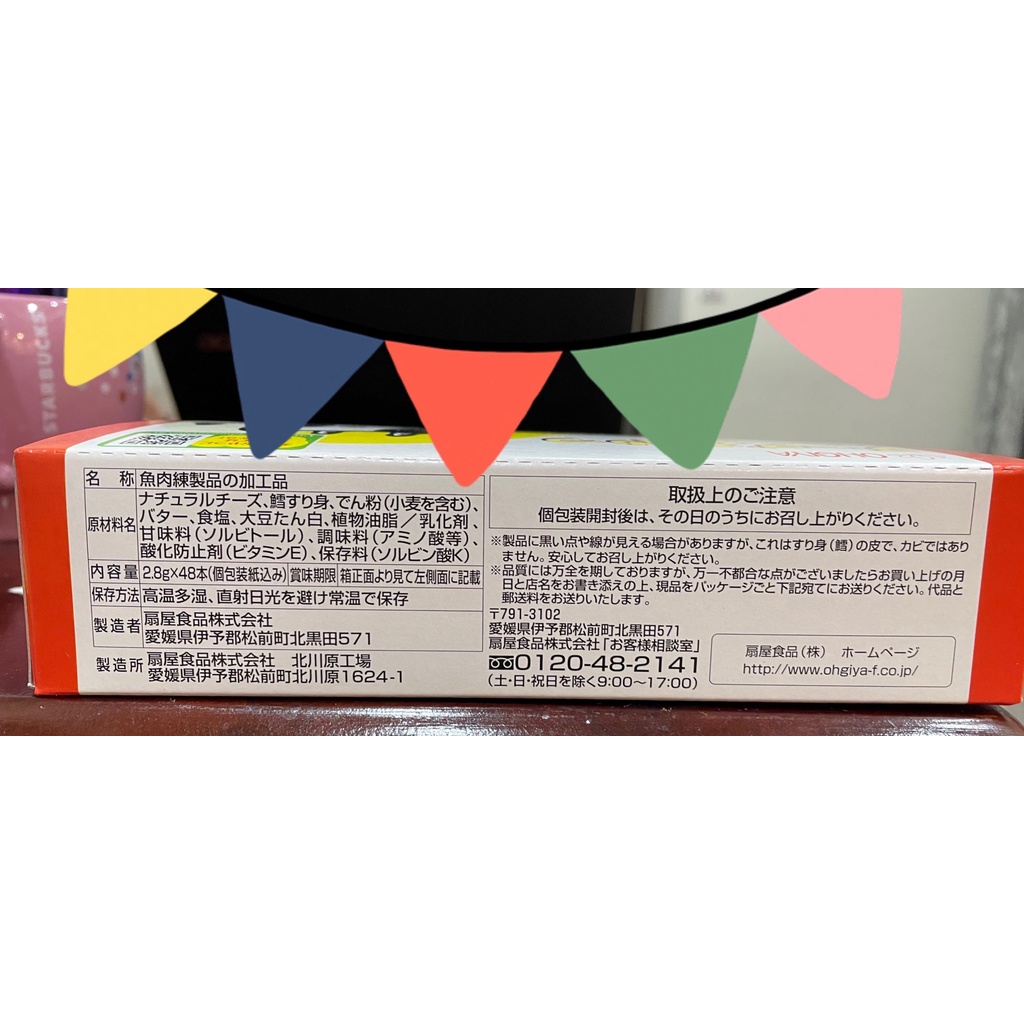 STARBUCKS
名 称 魚肉練製品の加工品
原材料名 ナチュラルチーズ、鱈すり身、でん粉（小麦を含む）、
バター、食塩、大豆たん白、植物油脂／乳化剤、
甘味料（ソルビトール）、調味料（アミノ酸等）、
酸化防止剤（ビタミンE）、保存料（ソルビン酸K）
内容量 2.8g×48本(個包装紙込み) 賞味期限 箱正面より見て左側面に記載
保存方法 高温多湿、直射日光を避け常温で保存
製造者 扇屋食品株式会社
愛媛県伊予郡松前町北黒田571
製造所 扇屋食品株式会社 北川原工場
愛媛県伊予郡松前町北川原1624-1
取扱上のご注意
個包装開封後は、その日のうちにお召し上がりください。
※製品に黒い点や線が見える場合がありますが、これはすり身（鱈）の皮で、カビではあり
ません。安心してお召し上がりください。
※品質には万全を期しておりますが、万一不都合な点がございましたらお買い上げの月
日と店名をお書き添えの上、現品をパッケージごと下記宛てにお送りください。代品と
郵送料をお送りいたします。
〒791-3102
愛媛県伊予郡松前町北黒田571
扇屋食品株式会社「お客様相談室」
0120-48-2141
（土・日・祝日を除く9:00〜17:00）
扇屋食品（株） ホームページ
http://www.ohgiya-f.co.jp/